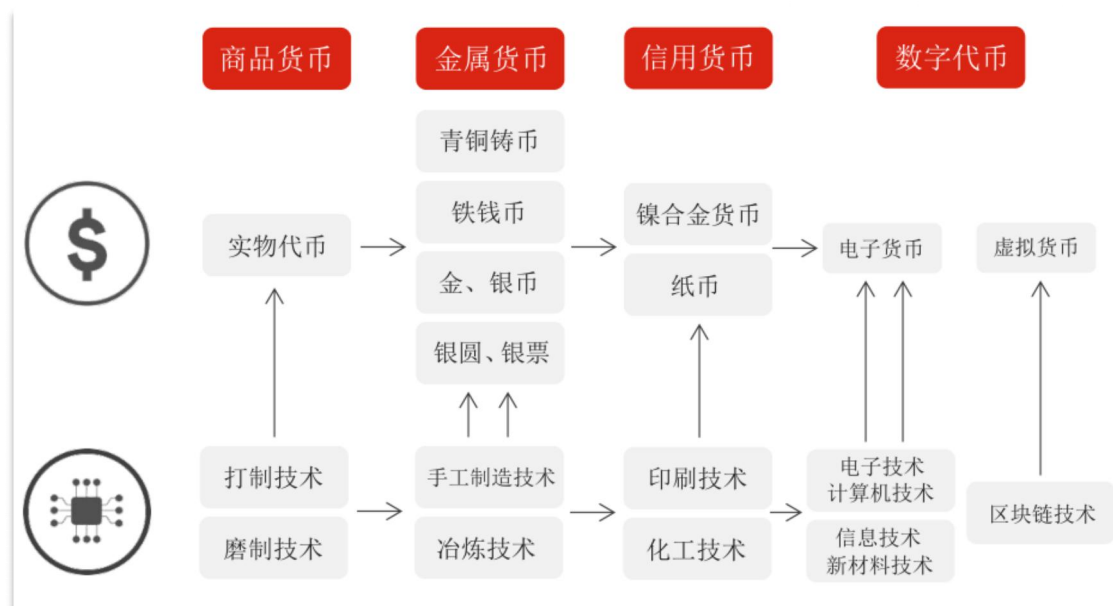 商品货币
金属货币
信用货币
数字代币
青铜铸币
铁钱币
镍合金货币
实物代币
电子货币
虚拟货币
金、银币
纸币
银圆、银票
打制技术
手工制造技术
印刷技术
电子技术
计算机技术
区块链技术
磨制技术
冶炼技术
化工技术
信息技术
新材料技术